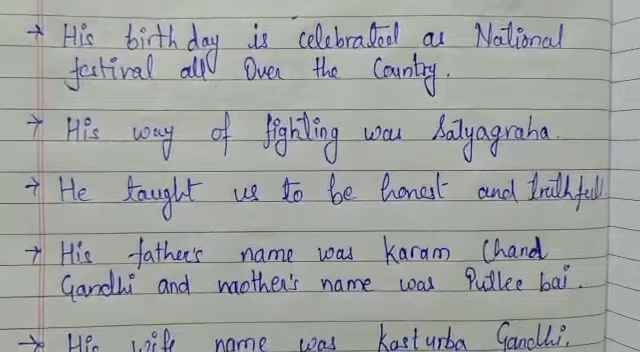 → His birth day is celebrated as National
festival all Over the Country.
→ His way of fighting was Satyagraha.
→ He taught us to be honest and truthfull
→ His father's name was Karam Chand
Gandhi and mother's name was Putlee bai.
→ His wife name was Kasturba Gandhi.